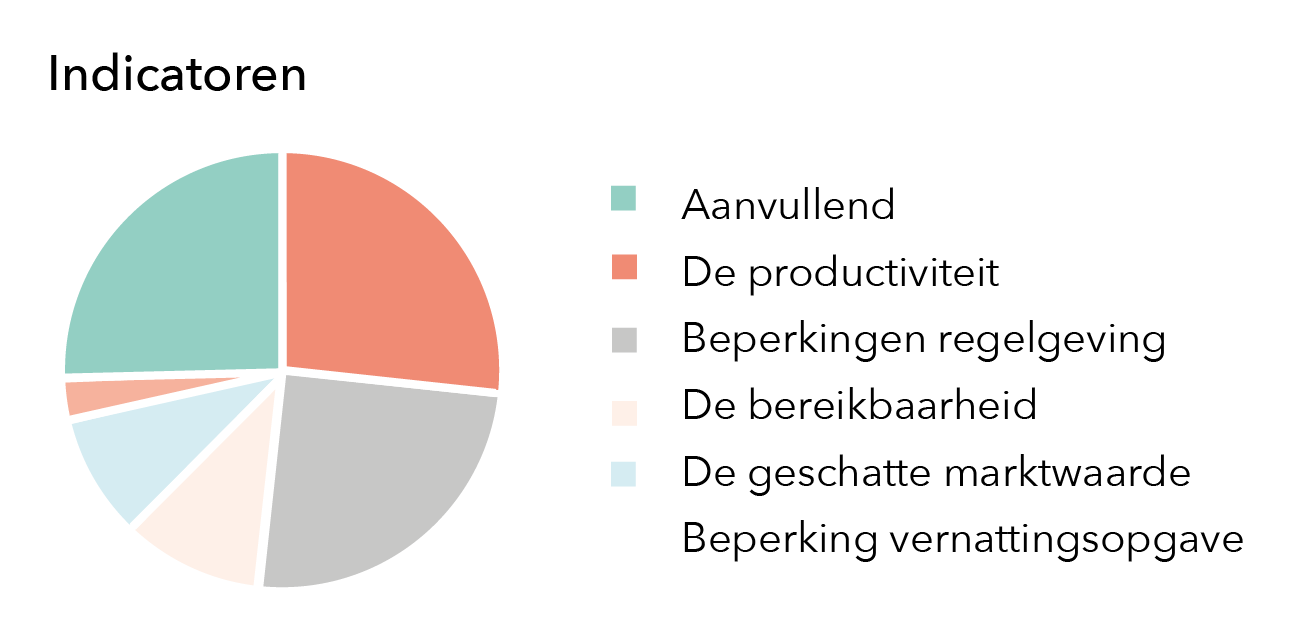 Indicatoren
Aanvullend
De productiviteit
Beperkingen regelgeving
De bereikbaarheid
De geschatte marktwaarde
Beperking vernattingsopgave